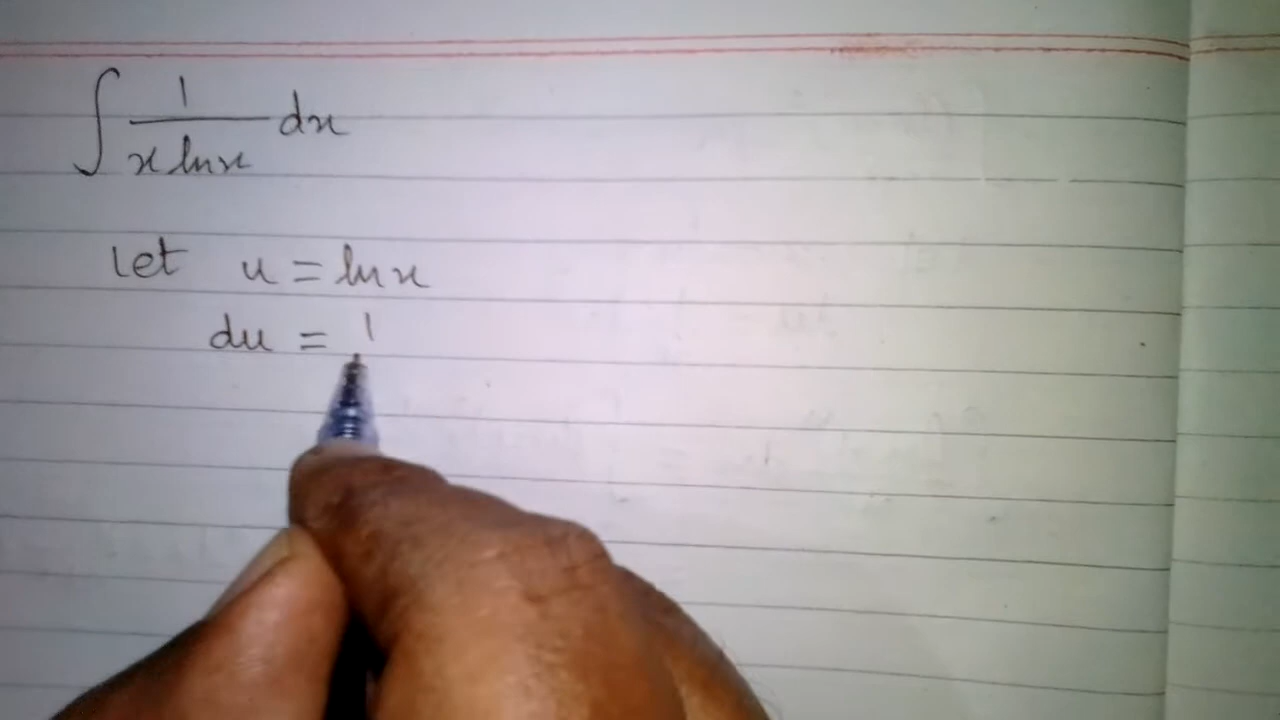 ∫ 1/(x ln x) dx
Let u = ln x
du = 1